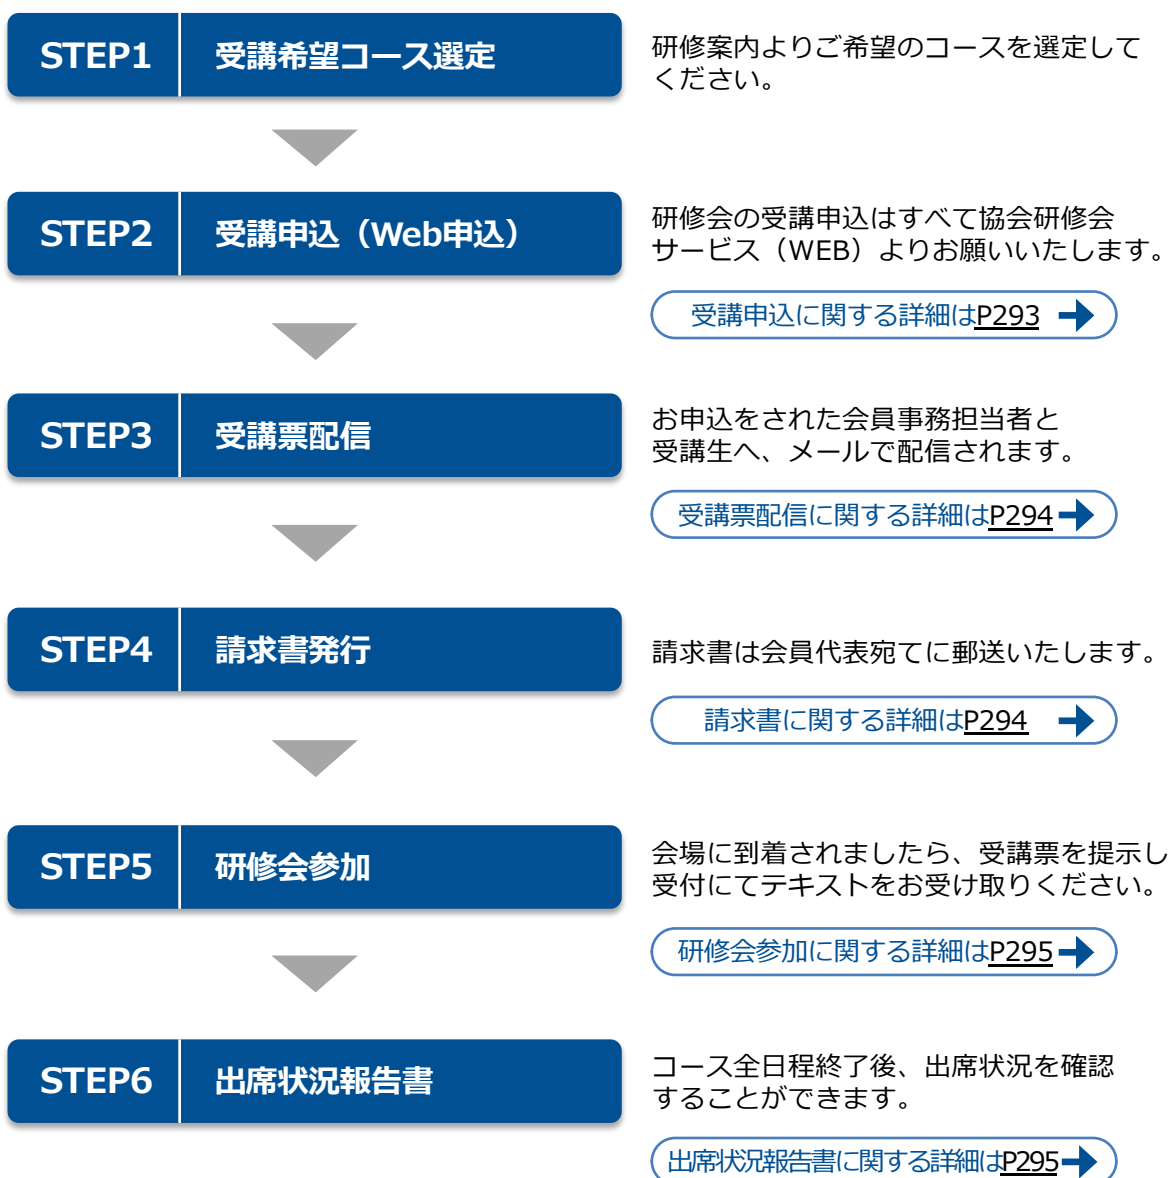 STEP1 受講希望コース選定
研修案内よりご希望のコースを選定して
ください。
STEP2 受講申込（Web申込）
研修会の受講申込はすべて協会研修会
サービス（WEB）よりお願いいたします。
受講申込に関する詳細はP293
STEP3 受講票配信
お申込をされた会員事務担当者と
受講生へ、メールで配信されます。
受講票配信に関する詳細はP294
STEP4 請求書発行
請求書は会員代表宛てに郵送いたします。
請求書に関する詳細はP294
STEP5 研修会参加
会場に到着されましたら、受講票を提示し
受付にてテキストをお受け取りください。
研修会参加に関する詳細はP295
STEP6 出席状況報告書
コース全日程終了後、出席状況を確認
することができます。
出席状況報告書に関する詳細はP295